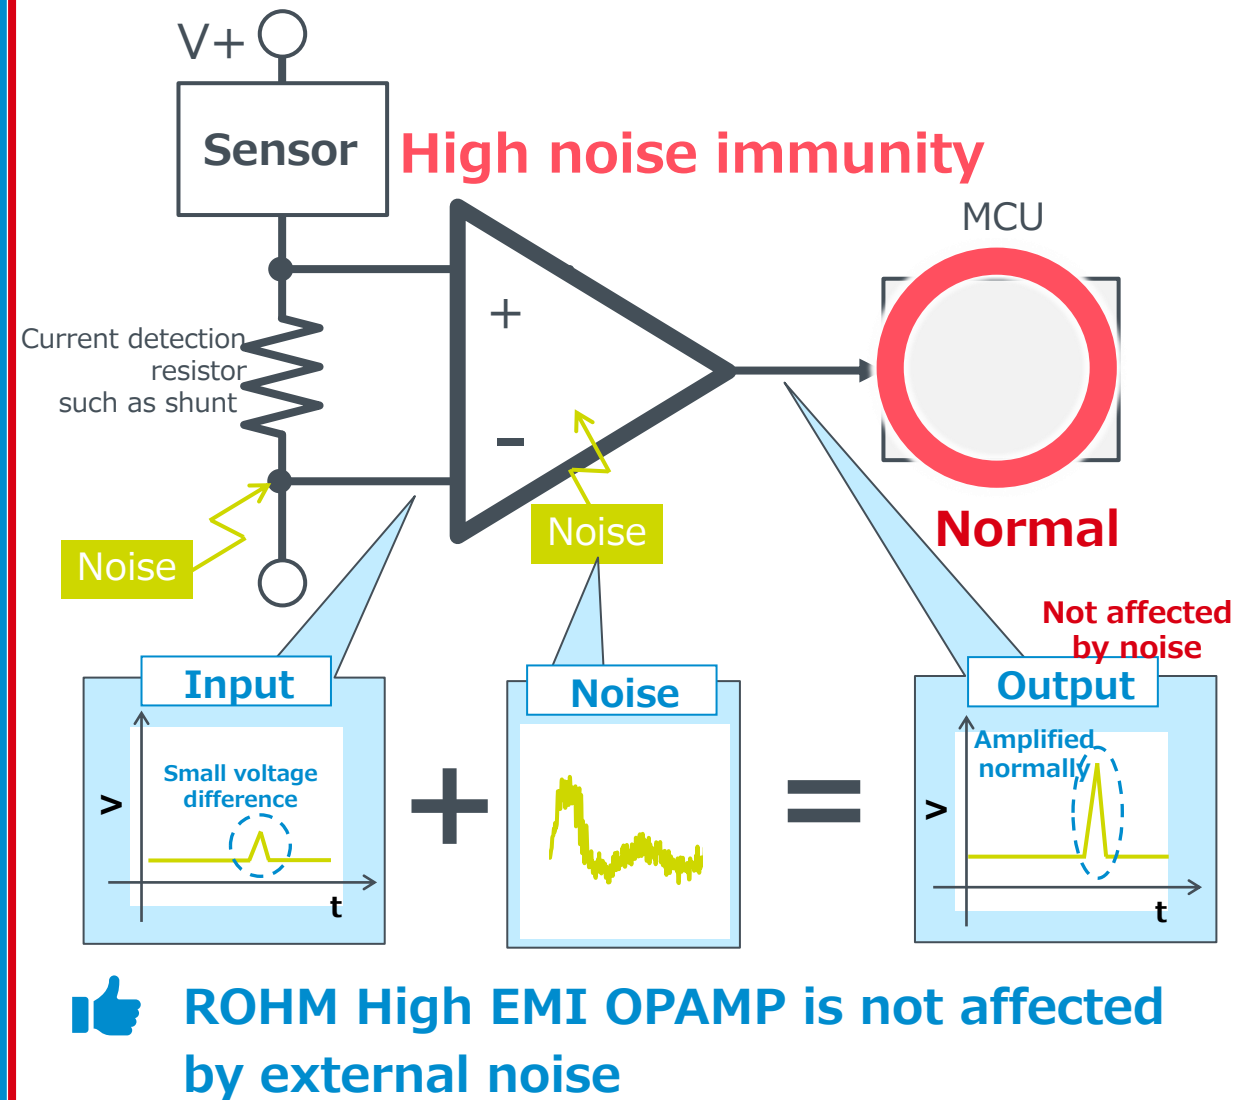 V+
Sensor
High noise immunity
MCU
+
Current detection
resistor
such as shunt
-
Noise
Noise
Normal
Not affected
by noise
Input
Noise
Output
Small voltage
difference
V
t
+
=
Amplified
normally
V
t
ROHM High EMI OPAMP is not affected
by external noise